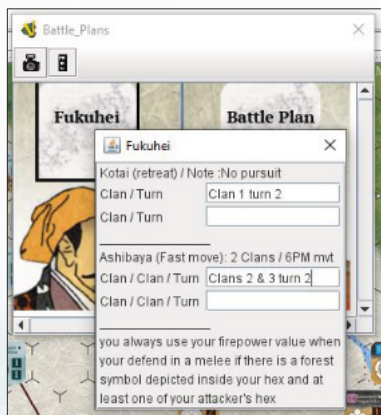 Battle_Plans
Fukuhei
Battle Plan
Fukuhei
Kotai (retreat) / Note :No pursuit
Clan / Turn Clan 1 turn 2
Clan / Turn
Ashibaya (Fast move): 2 Clans / 6PM mvt
Clan / Clan / Turn Clans 2 & 3 turn 2
Clan / Clan / Turn
you always use your firepower value when
your defend in a melee if there is a forest
symbol depicted inside your hex and at
least one of your attacker's hex